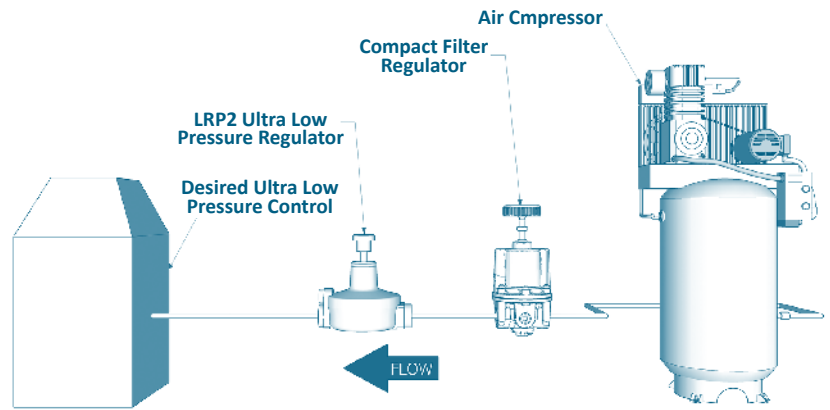 Air Cmpressor
Compact Filter
Regulator
LRP2 Ultra Low
Pressure Regulator
Desired Ultra Low
Pressure Control
FLOW